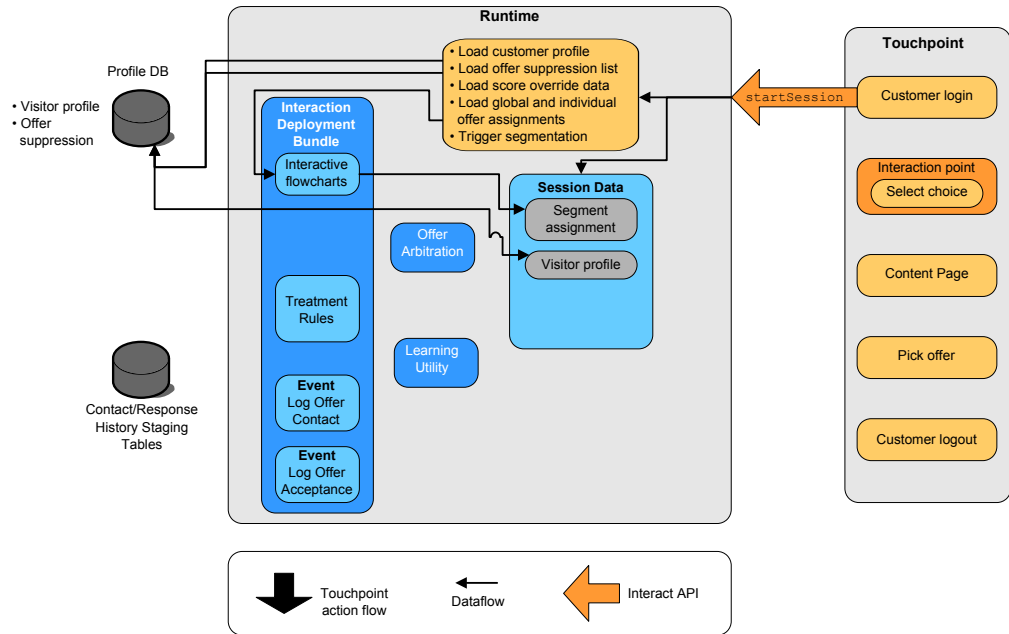 Runtime
Touchpoint
Profile DB
• Visitor profile
• Offer
suppression
• Load customer profile
• Load offer suppression list
• Load score override data
• Load global and individual
offer assignments
• Trigger segmentation
startSession
Customer login
Interaction
Deployment
Bundle
Interactive
flowcharts
Session Data
Segment
assignment
Visitor profile
Offer
Arbitration
Interaction point
Select choice
Content Page
Treatment
Rules
Learning
Utility
Pick offer
Contact/Response
History Staging
Tables
Event
Log Offer
Contact
Event
Log Offer
Acceptance
Customer logout
Touchpoint
action flow
Dataflow
Interact API